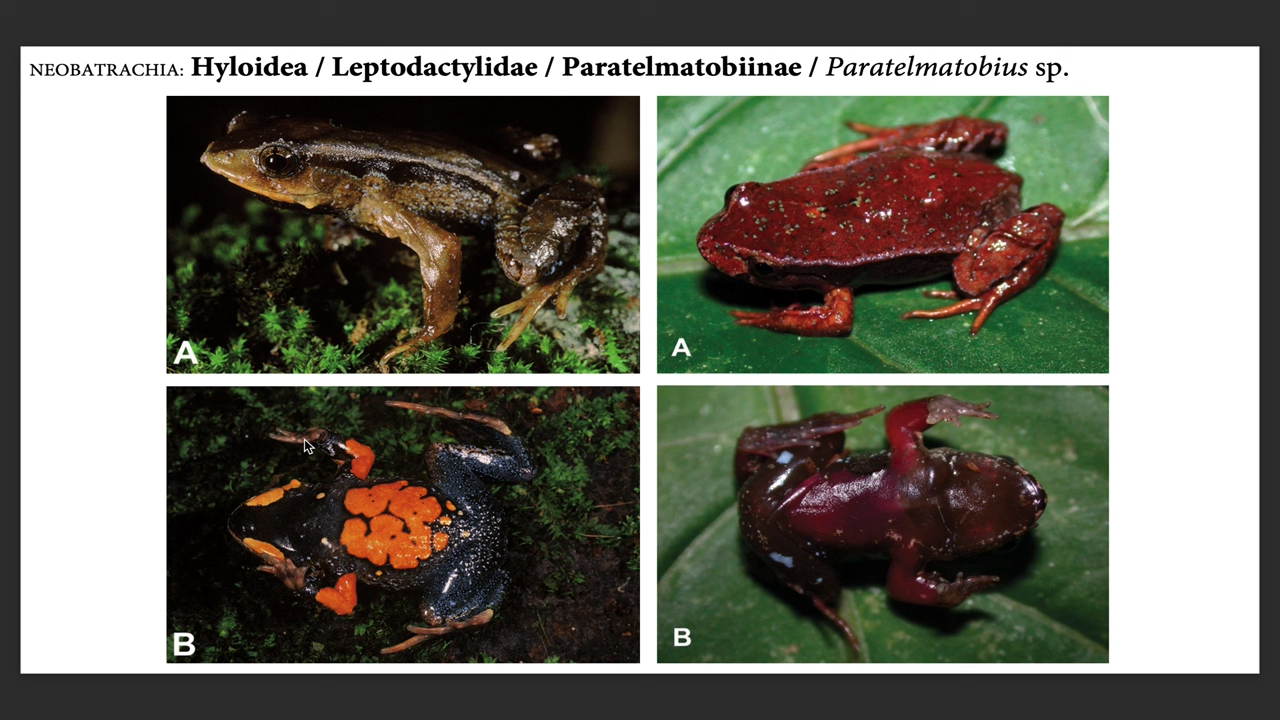 NEOBATRACHIA: Hyloidea / Leptodactylidae / Paratelmatobiinae / Paratelmatobius sp.
A
A
B
B